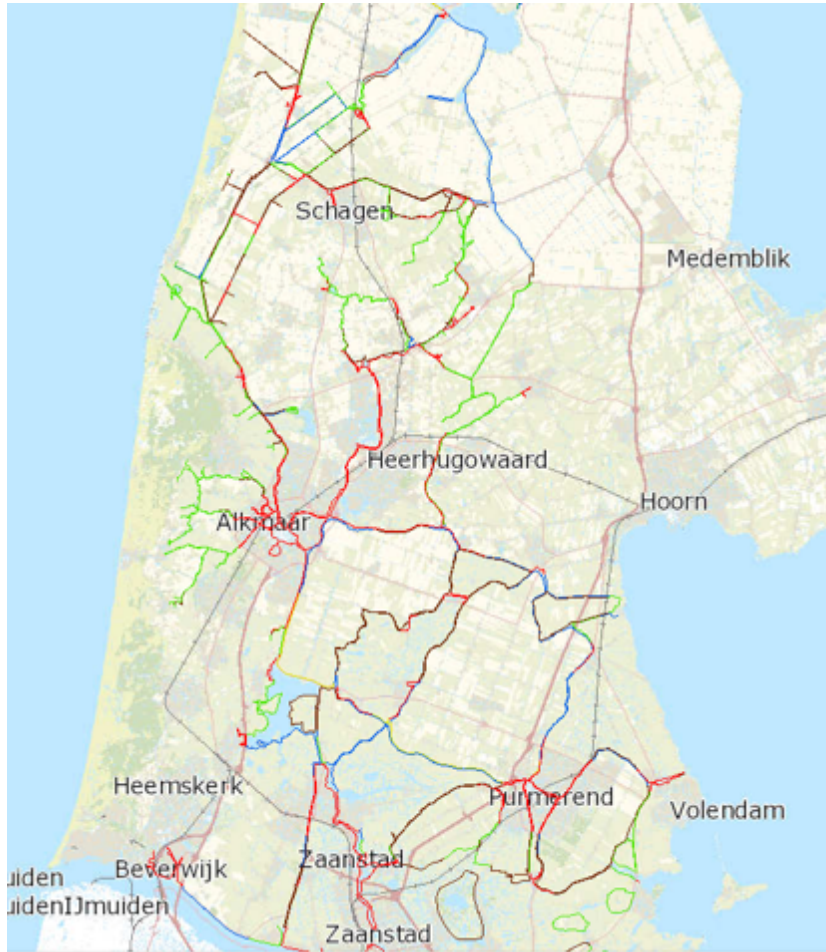 Schagen
Medemblik
Heerhugowaard
Hoorn
Alkmaar
Heemskerk
Purmerend
Volendam
Zaanstad
Beverwijk
uiden
uidenIJmuiden
Zaanstad